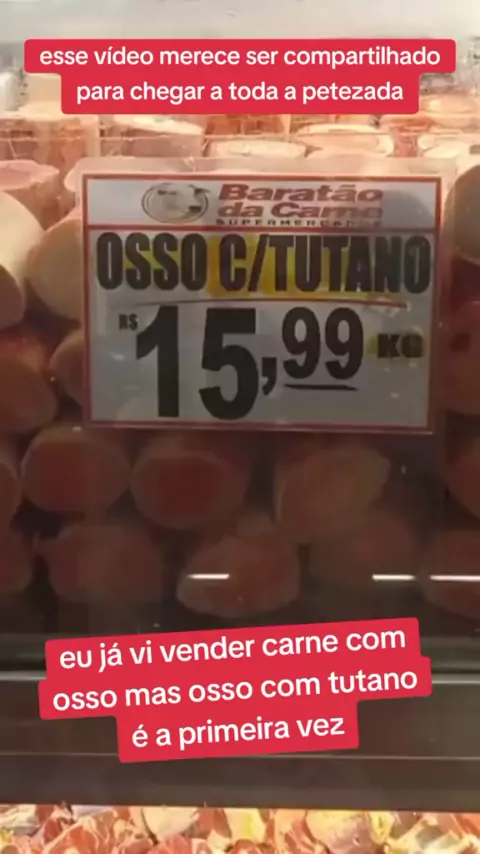 esse vídeo merece ser compartilhado
para chegar a toda a petezada
Baratão
da Carne
SUPERMERCADOS
OSSO C/TUTANO
R$ 15,99 KG
eu já vi vender carne com
osso mas osso com tutano
é a primeira vez